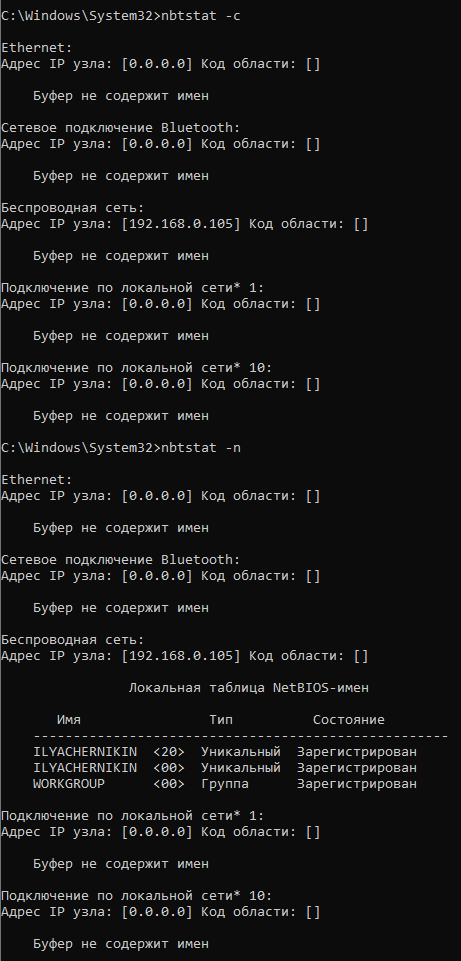 C:\Windows\System32>nbtstat -c
Ethernet:
Адрес IP узла: [0.0.0.0] Код области: []
Буфер не содержит имен
Сетевое подключение Bluetooth:
Адрес IP узла: [0.0.0.0] Код области: []
Буфер не содержит имен
Беспроводная сеть:
Адрес IP узла: [192.168.0.105] Код области: []
Буфер не содержит имен
Подключение по локальной сети* 1:
Адрес IP узла: [0.0.0.0] Код области: []
Буфер не содержит имен
Подключение по локальной сети* 10:
Адрес IP узла: [0.0.0.0] Код области: []
Буфер не содержит имен
C:\Windows\System32>nbtstat -n
Ethernet:
Адрес IP узла: [0.0.0.0] Код области: []
Буфер не содержит имен
Сетевое подключение Bluetooth:
Адрес IP узла: [0.0.0.0] Код области: []
Буфер не содержит имен
Беспроводная сеть:
Адрес IP узла: [192.168.0.105] Код области: []
Локальная таблица NetBIOS-имен
Имя Тип Состояние
----------------------------------------------------
ILYACHERNIKIN <20> Уникальный Зарегистрирован
ILYACHERNIKIN <00> Уникальный Зарегистрирован
WORKGROUP <00> Группа Зарегистрирован
Подключение по локальной сети* 1:
Адрес IP узла: [0.0.0.0] Код области: []
Буфер не содержит имен
Подключение по локальной сети* 10:
Адрес IP узла: [0.0.0.0] Код области: []
Буфер не содержит имен